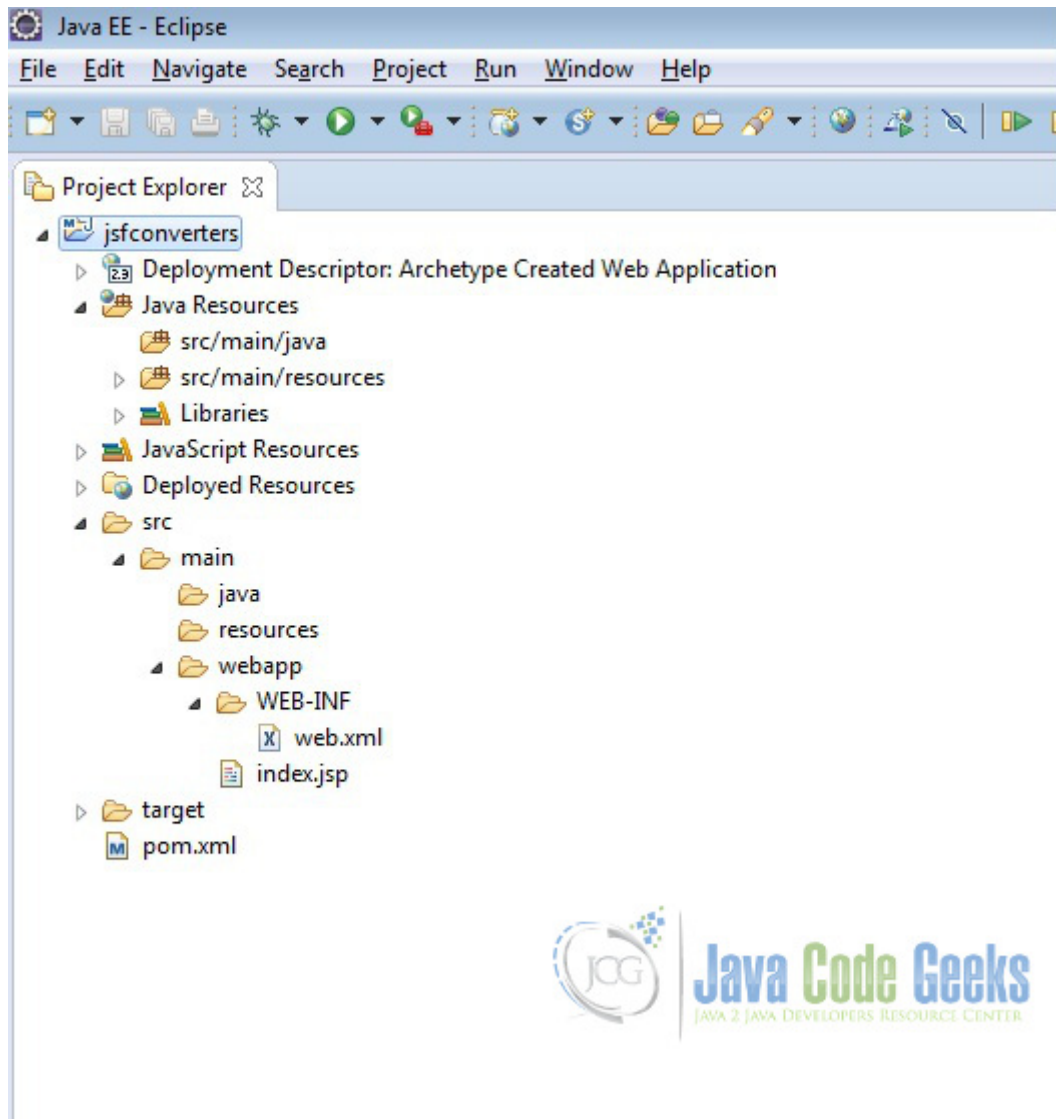 Java EE - Eclipse
File Edit Navigate Search Project Run Window Help
Project Explorer
jsfconverters
2.3 Deployment Descriptor: Archetype Created Web Application
Java Resources
src/main/java
src/main/resources
Libraries
JavaScript Resources
Deployed Resources
src
main
java
resources
webapp
WEB-INF
X web.xml
index.jsp
target
M pom.xml
JCG
Java Code Geeks
JAVA 2 JAVA DEVELOPERS RESOURCE CENTER